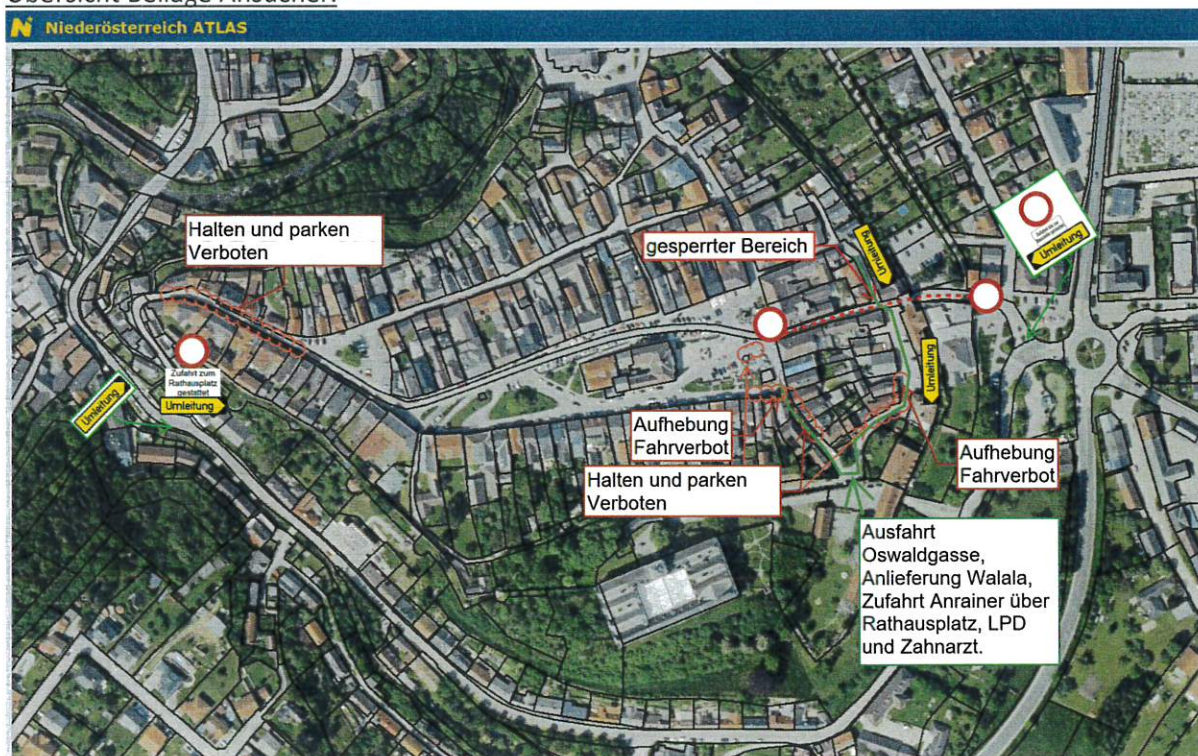 Übersicht Beilage Ansuchen
Niederösterreich ATLAS
Halten und parken
Verboten
gesperrter Bereich
Umleitung
Umleitung
Umleitung
Zufahrt zum
Rathausplatz
gestattet
Umleitung
Umleitung
Aufhebung
Fahrverbot
Halten und parken
Verboten
Aufhebung
Fahrverbot
Ausfahrt
Oswaldgasse,
Anlieferung Walala,
Zufahrt Anrainer über
Rathausplatz, LPD
und Zahnarzt.